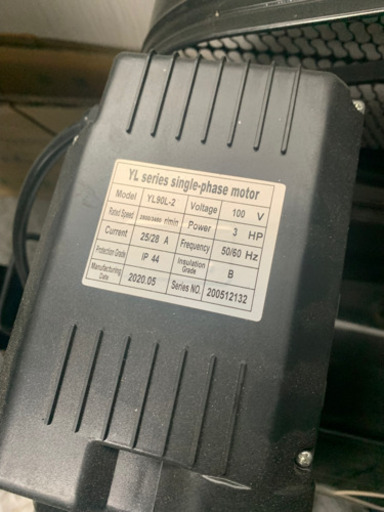 YL series single-phase motor
Model YL90L-2 Voltage 100 V
Rated Speed r/min Power 3 HP
Current 25/28 A Frequency 50/60 Hz
Protection Grade IP 44 Insulation Grade B
Manufacturing Date 2020.05 Series NO 200512132